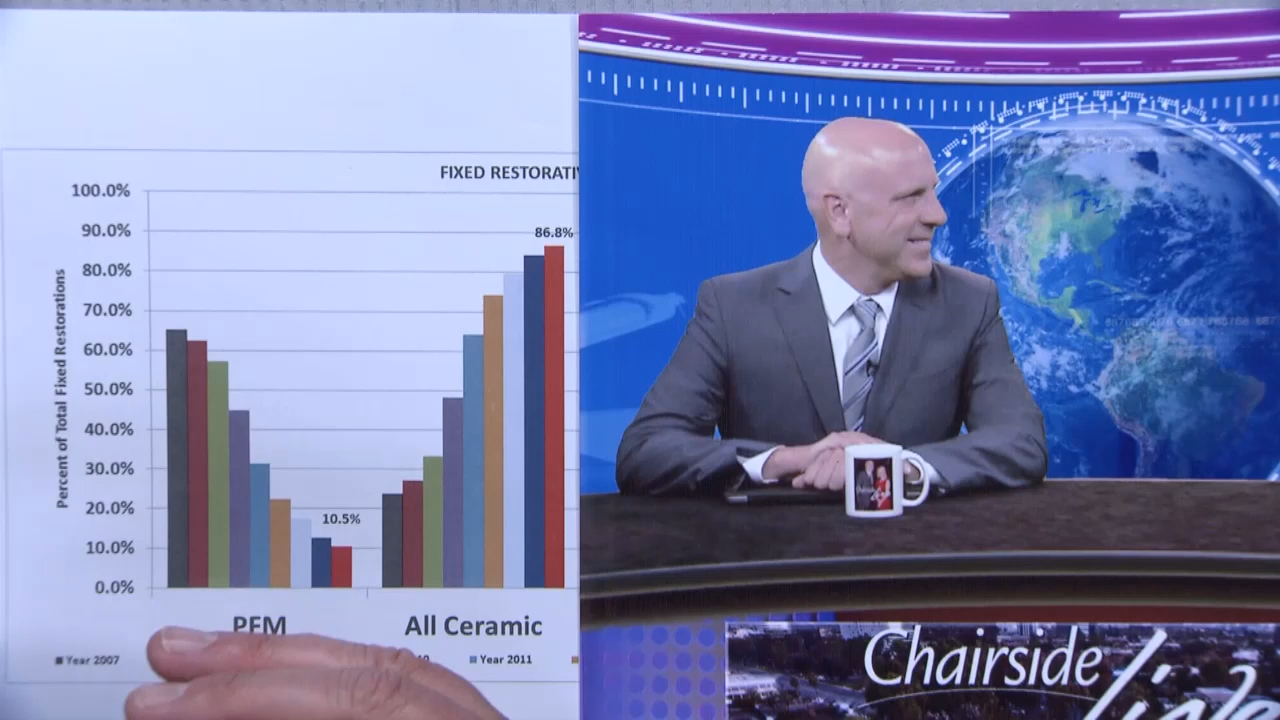 FIXED RESTORATI
100.0%
90.0%
80.0%
70.0%
60.0%
50.0%
40.0%
30.0%
20.0%
10.0%
0.0%
Percent of Total Fixed Restorations
86.8%
10.5%
PFM
All Ceramic
Year 2007
Year 2011
Chairside
Live